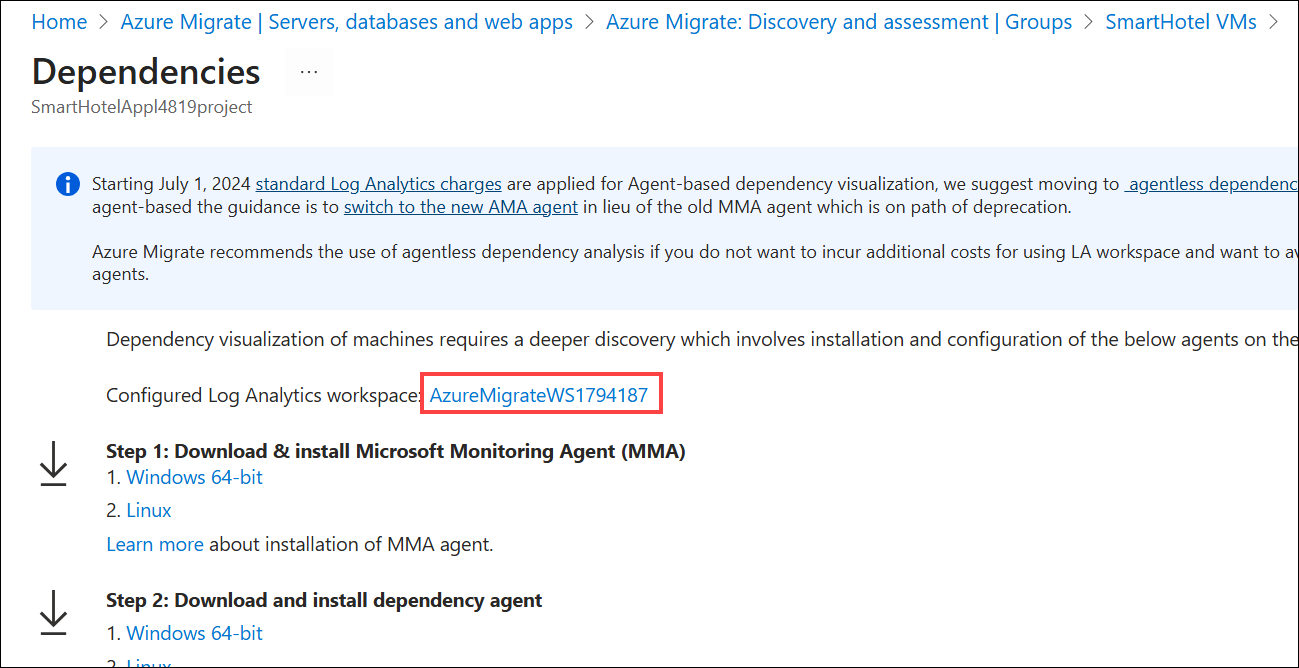 Home > Azure Migrate | Servers, databases and web apps > Azure Migrate: Discovery and assessment | Groups > SmartHotel VMs >
Dependencies ...
SmartHotelAppl4819project
Starting July 1, 2024 standard Log Analytics charges are applied for Agent-based dependency visualization, we suggest moving to agentless dependenc
agent-based the guidance is to switch to the new AMA agent in lieu of the old MMA agent which is on path of deprecation.
Azure Migrate recommends the use of agentless dependency analysis if you do not want to incur additional costs for using LA workspace and want to av
agents.
Dependency visualization of machines requires a deeper discovery which involves installation and configuration of the below agents on the
Configured Log Analytics workspace: AzureMigrateWS1794187
Step 1: Download & install Microsoft Monitoring Agent (MMA)
1. Windows 64-bit
2. Linux
Learn more about installation of MMA agent.
Step 2: Download and install dependency agent
1. Windows 64-bit
2. Linux